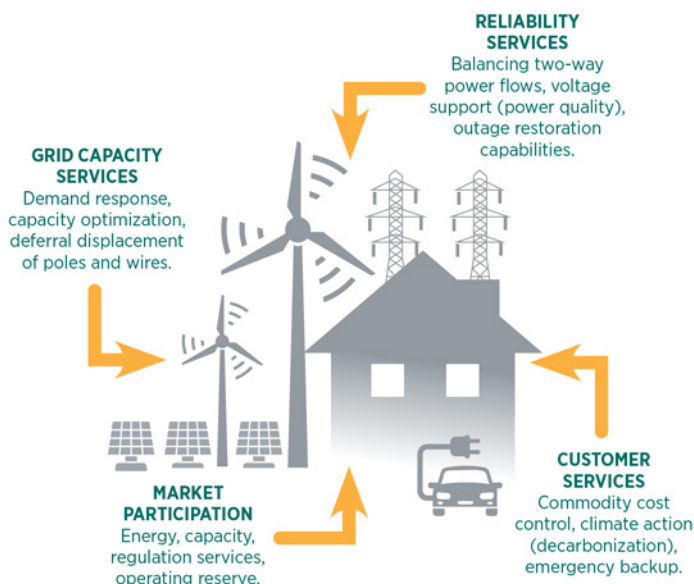 RELIABILITY
SERVICES
Balancing two-way
power flows, voltage
support (power quality),
outage restoration
capabilities.
GRID CAPACITY
SERVICES
Demand response,
capacity optimization,
deferral displacement
of poles and wires.
CUSTOMER
SERVICES
Commodity cost
control, climate action
(decarbonization),
emergency backup.
MARKET
PARTICIPATION
Energy, capacity,
regulation services,
operating reserve.